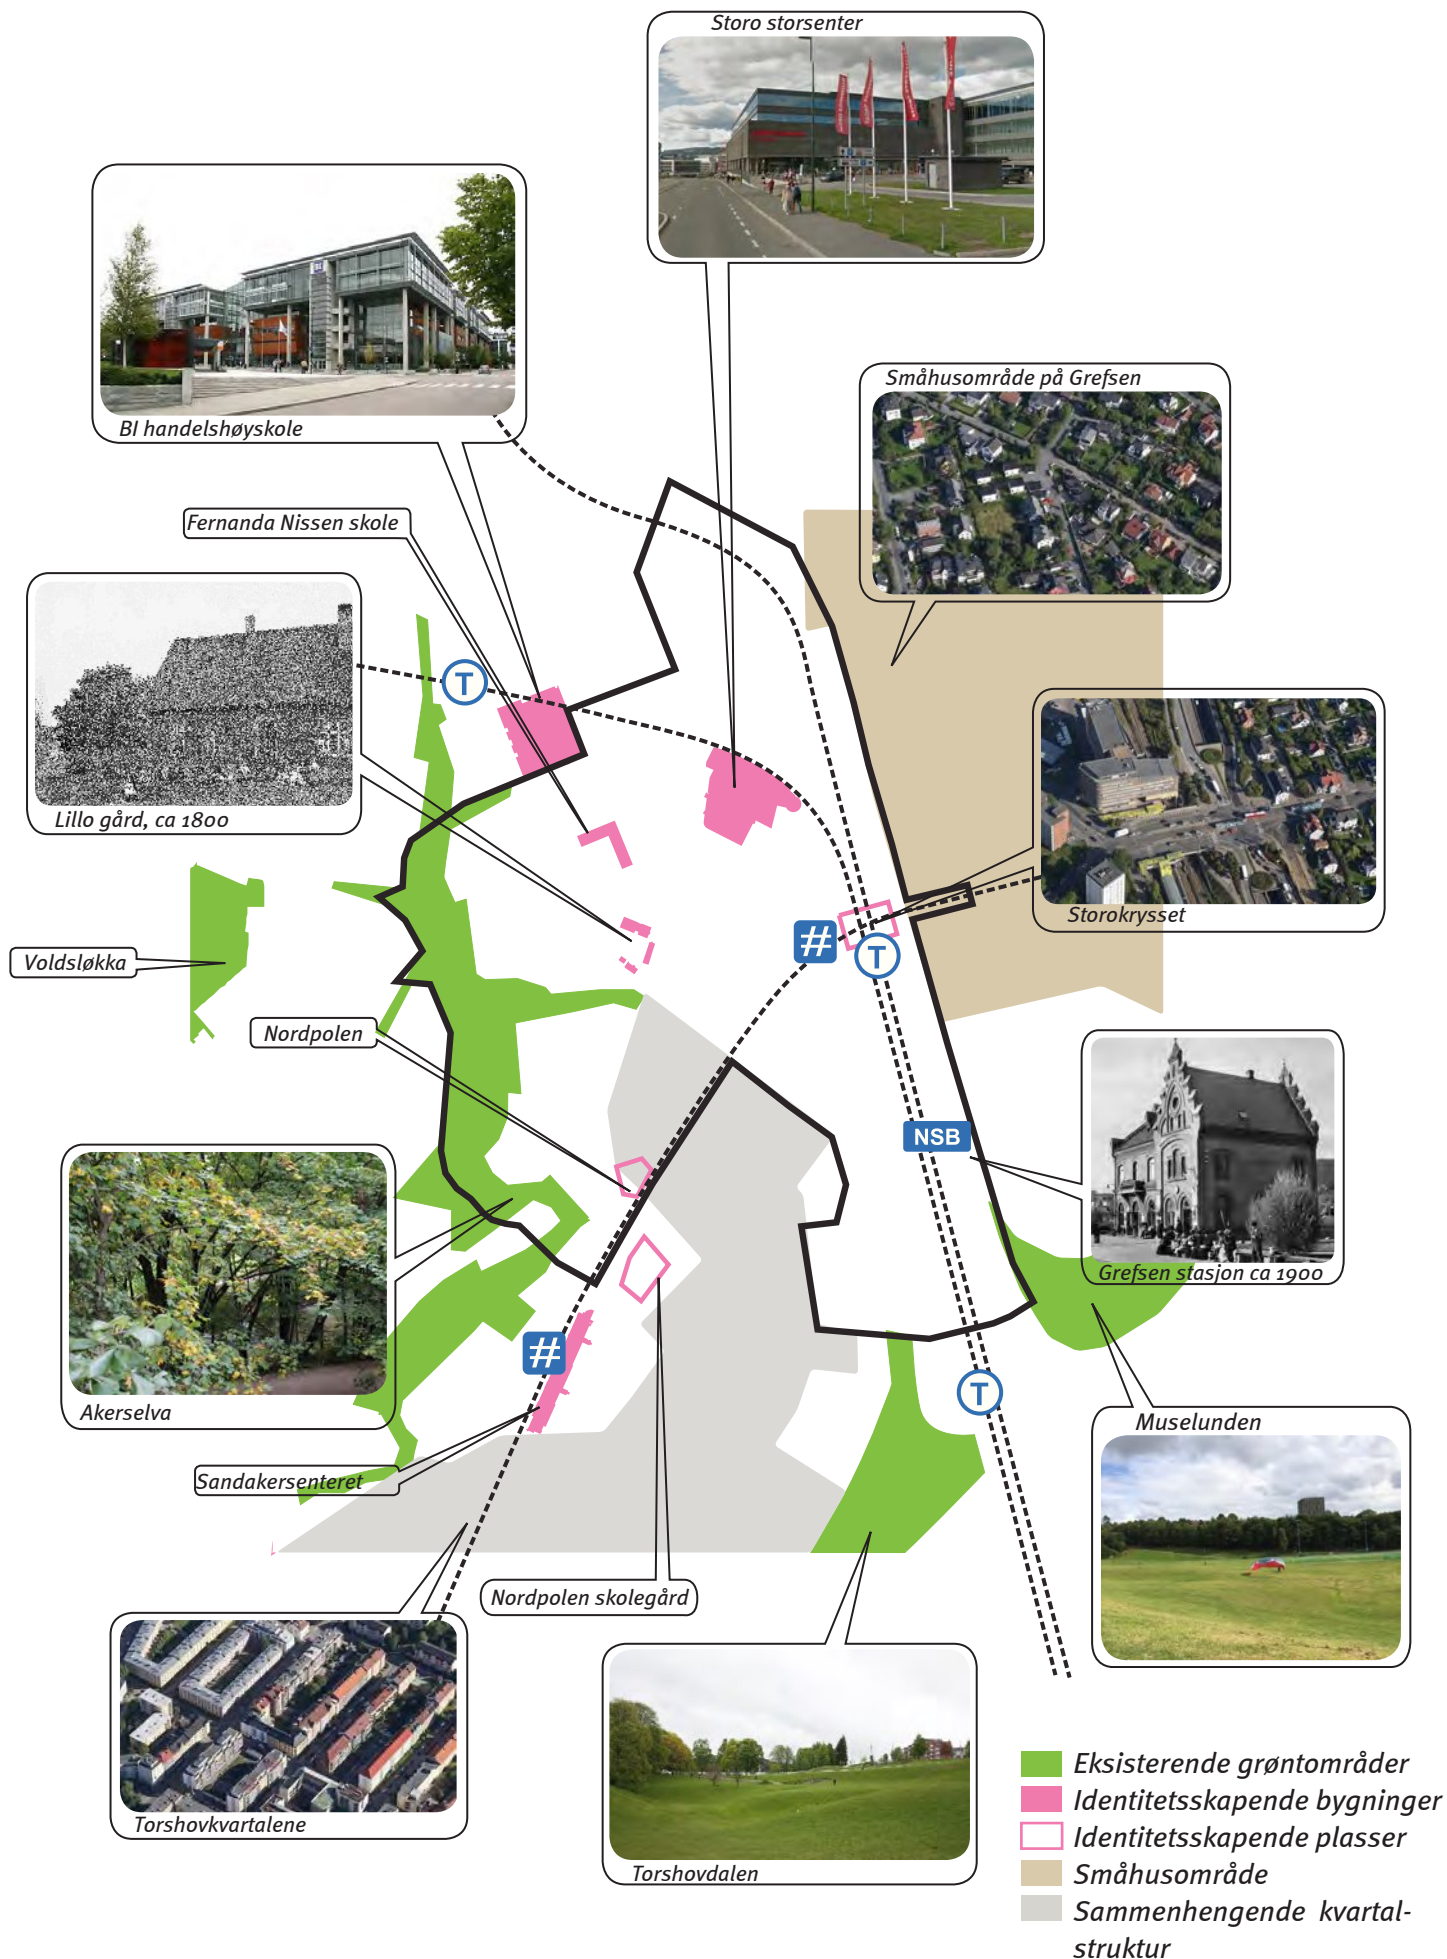 Storo storsenter
BI handelshøyskole
Småhusområde på Grefsen
Fernanda Nissen skole
T
Lillo gård, ca 1800
Storokrysset
#
T
Voldsløkka
Nordpolen
NSB
Grefsen stasjon ca 1900
Akerselva
#
T
Muselunden
Sandakersenteret
Nordpolen skolegård
Torshovkvartalene
Torshovdalen
Eksisterende grøntområder
Identitetsskapende bygninger
Identitetsskapende plasser
Småhusområde
Sammenhengende kvartal-
struktur